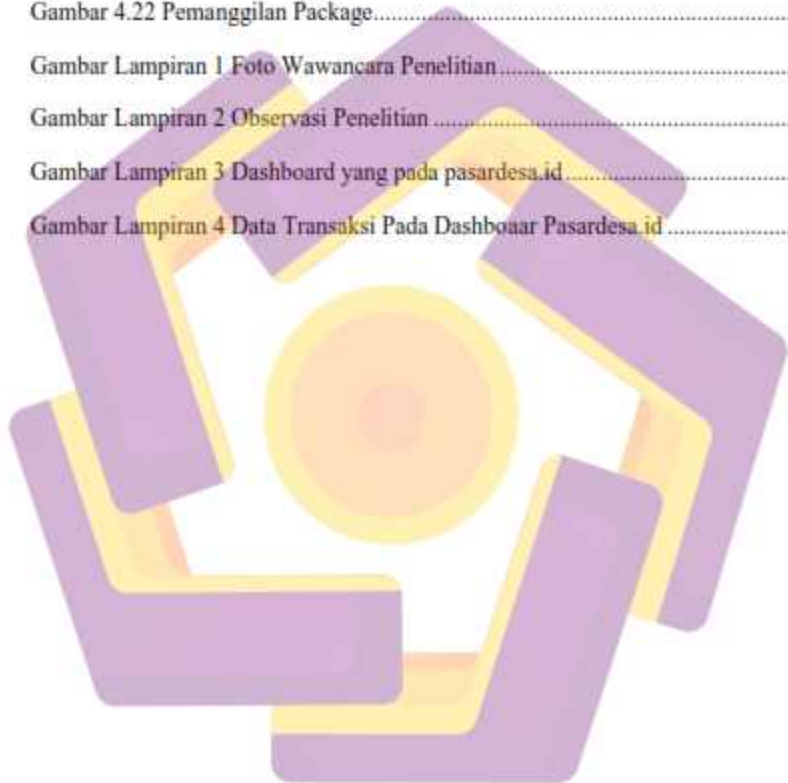 Gambar 4.22 Pemanggilan Package......................................................................
Gambar Lampiran 1 Foto Wawancara Penelitian................................................
Gambar Lampiran 2 Observasi Penelitian...........................................................
Gambar Lampiran 3 Dashboard yang pada pasardesa.id.....................................
Gambar Lampiran 4 Data Transaksi Pada Dashboaar Pasardesa.id.....................